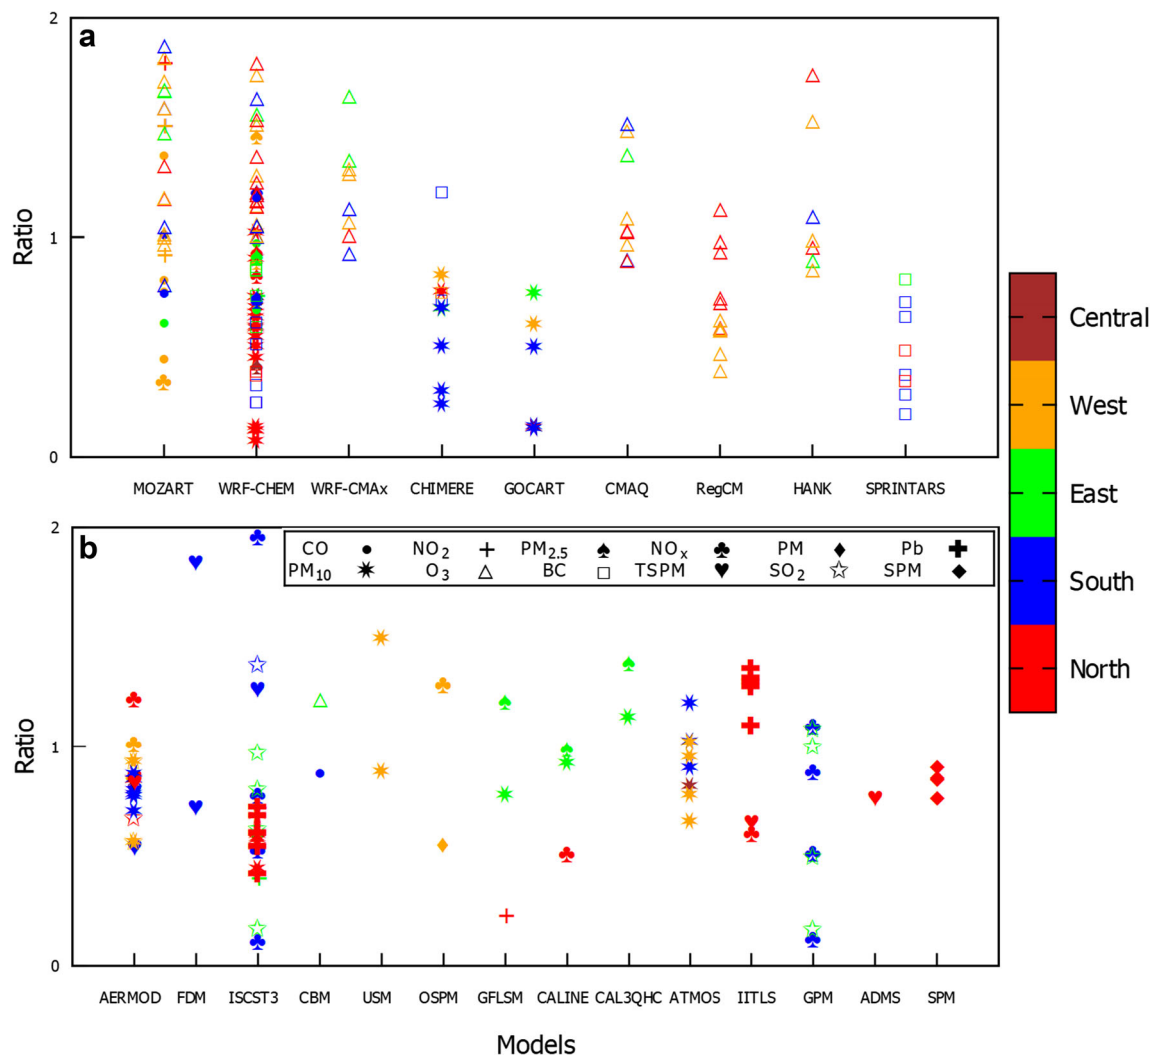 a
2
1
0
Ratio
MOZART WRF-CHEM WRF-CMAx CHIMERE GOCART CMAQ RegCM HANK SPRINTARS
b
2
1
0
Ratio
CO NO2 PM2.5 NOx PM Pb
PM10 O3 BC TSPM SO2 SPM
AERMOD FDM ISCST3 CBM USM OSPM GFLSM CALINE CAL3QHC ATMOS IITLS GPM ADMS SPM
Models
Central
West
East
South
North